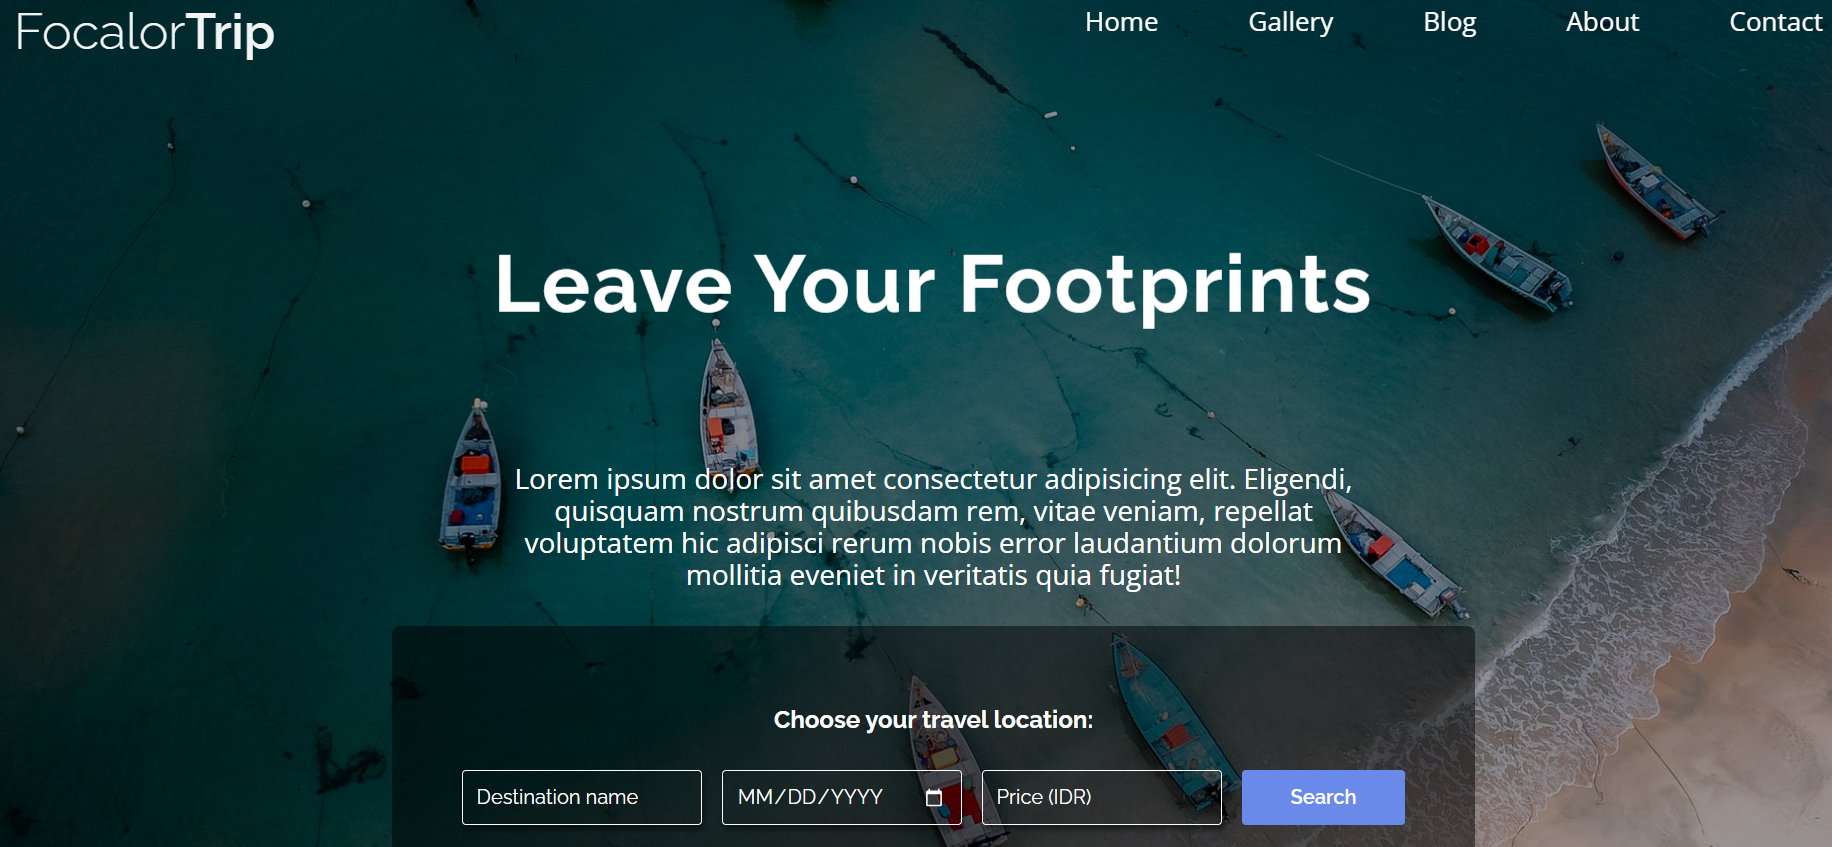 FocalorTrip
Home Gallery Blog About Contact
Leave Your Footprints
Lorem ipsum dolor sit amet consectetur adipisicing elit. Eligendi,
quisquam nostrum quibusdam rem, vitae veniam, repellat
voluptatem hic adipisci rerum nobis error laudantium dolorum
mollitia eveniet in veritatis quia fugiat!
Choose your travel location:
Destination name MM/DD/YYYY Price (IDR) Search